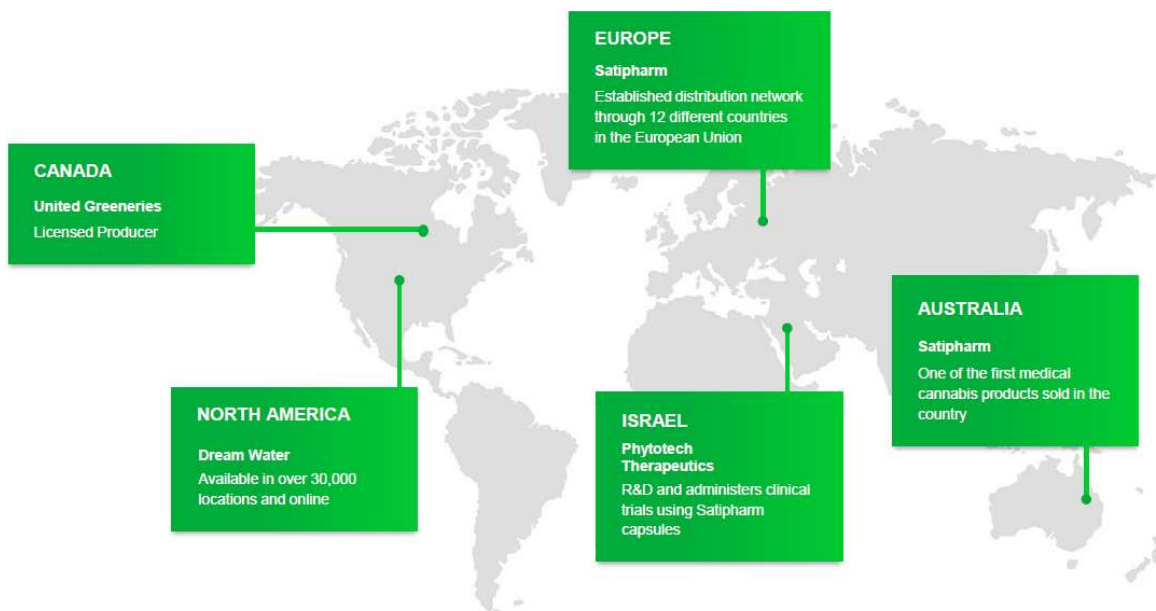 EUROPE
Satipharm
Established distribution network
through 12 different countries
in the European Union
CANADA
United Greeneries
Licensed Producer
AUSTRALIA
Satipharm
One of the first medical
cannabis products sold in the
country
NORTH AMERICA
Dream Water
Available in over 30,000
locations and online
ISRAEL
Phytotech
Therapeutics
R&D and administers clinical
trials using Satipharm
capsules